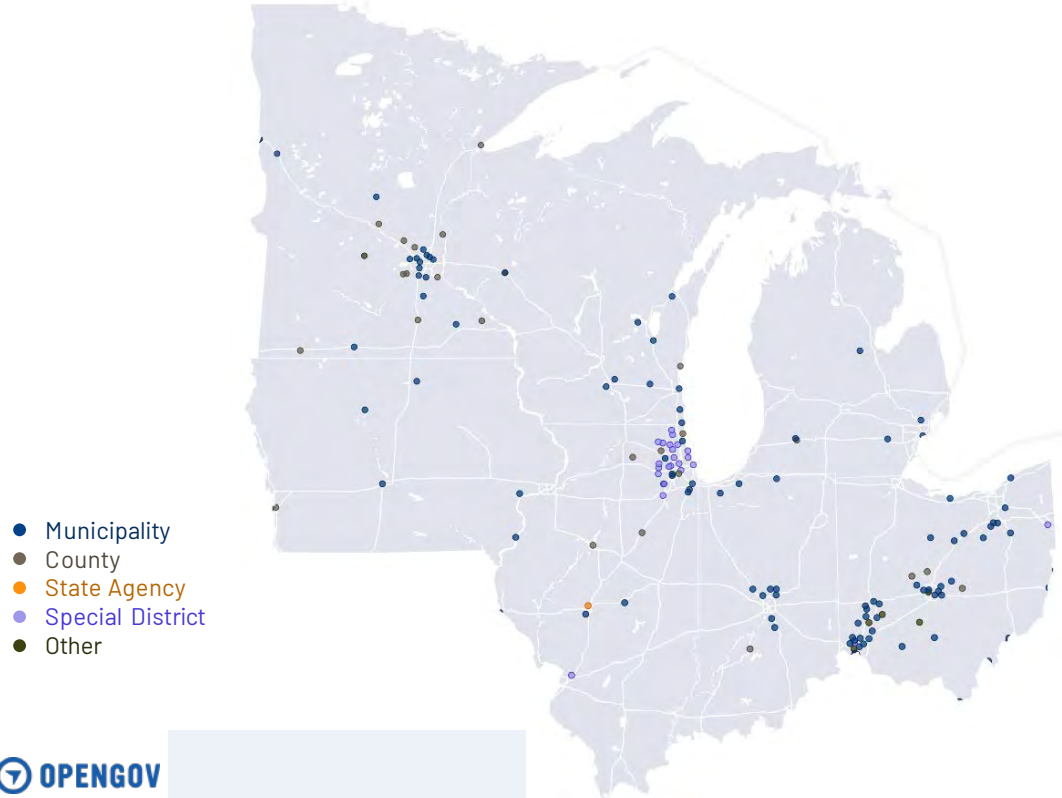 Municipality
County
State Agency
Special District
Other
OPENGOV